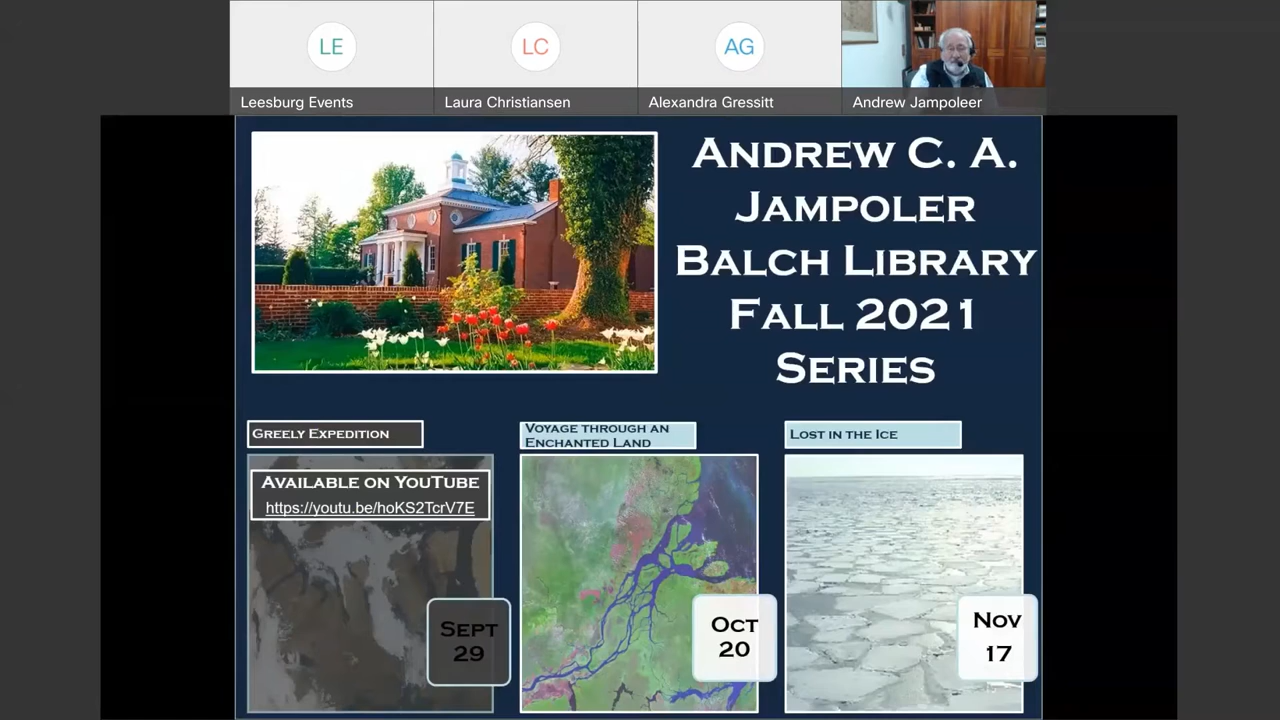 LE
LC
AG
Leesburg Events
Laura Christiansen
Alexandra Gressitt
Andrew Jampoleer
Andrew C. A.
Jampoler
Balch Library
Fall 2021
Series
Greely Expedition
Available on YouTube
https://youtu.be/hoKS2TcrV7E
Sept
29
Voyage through an
Enchanted Land
Oct
20
Lost in the Ice
Nov
17